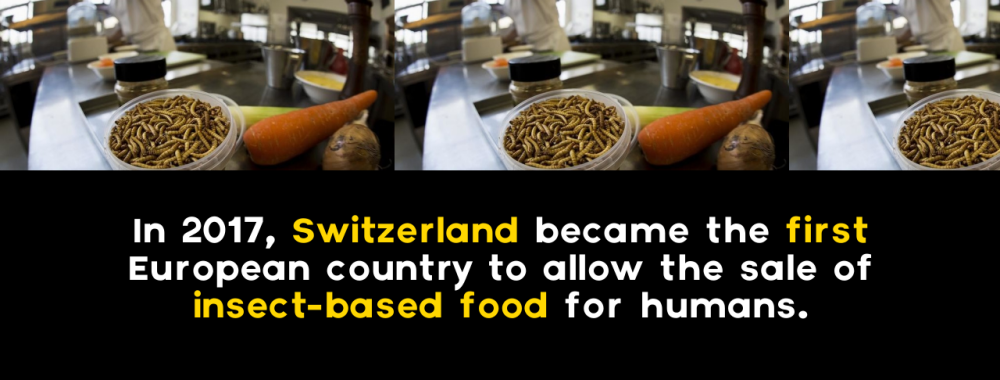 In 2017, Switzerland became the first
European country to allow the sale of
insect-based food for humans.